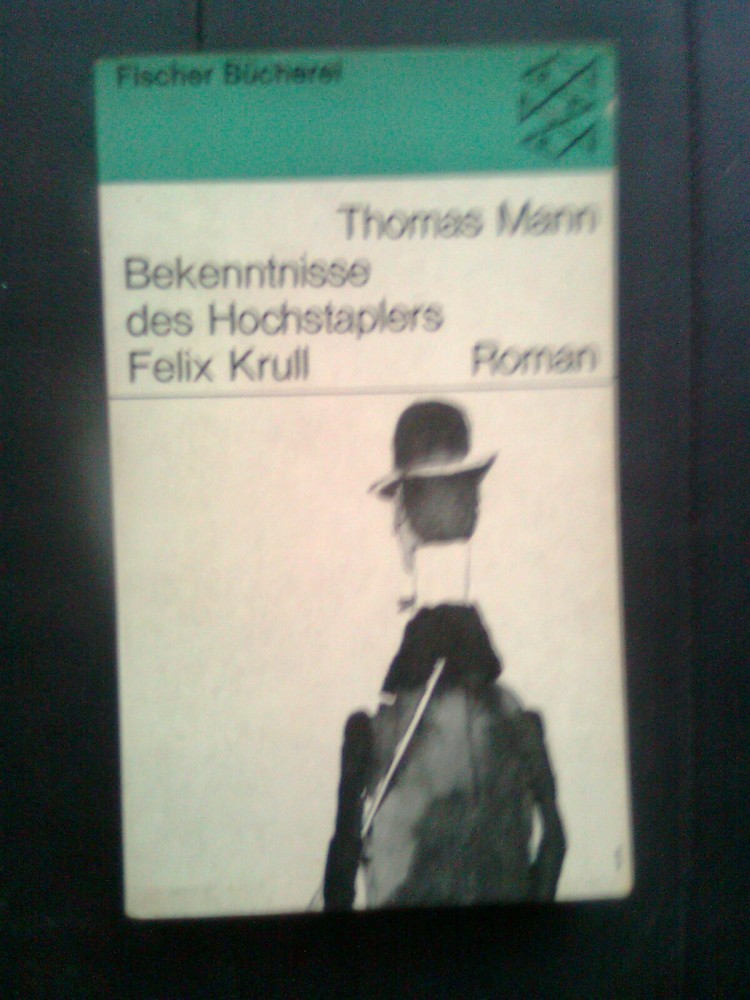 Fischer Bücherei
Thomas Mann
Bekenntnisse
des Hochstaplers
Felix Krull Roman